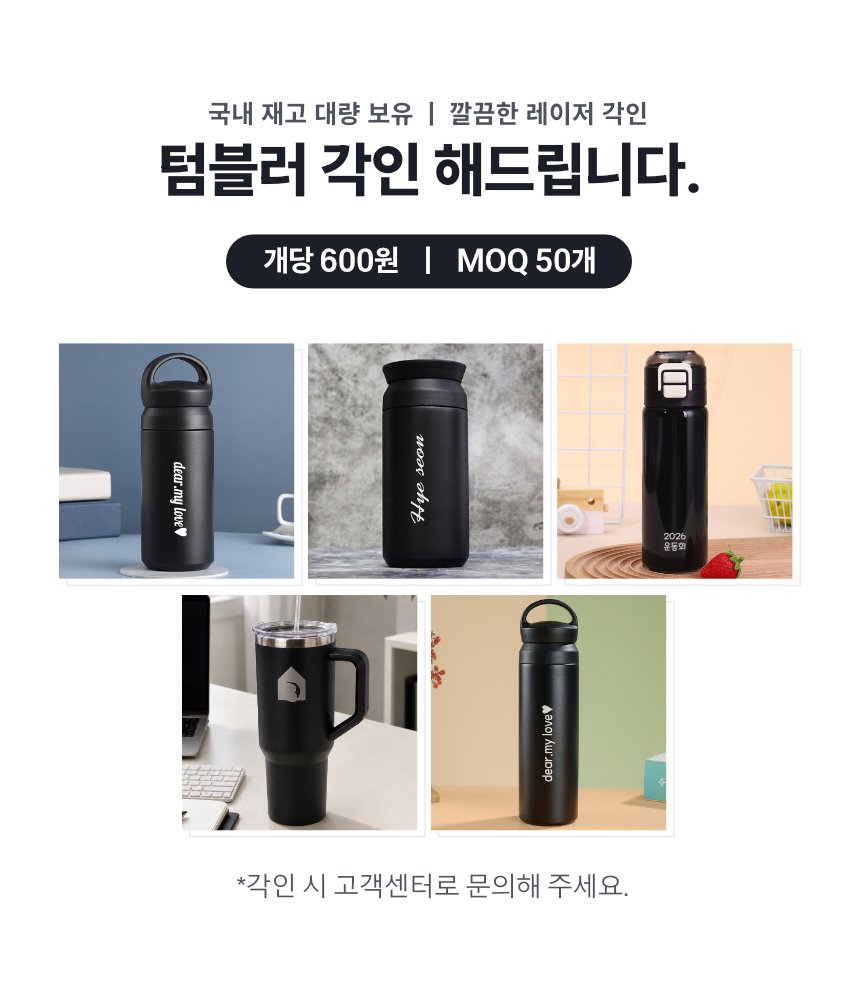 국내 재고 대량 보유 | 깔끔한 레이저 각인
텀블러 각인 해드립니다.
개당 600원 | MOQ 50개
dear.my love
Hye seon
2026
운동회
dear.my love
*각인 시 고객센터로 문의해 주세요.